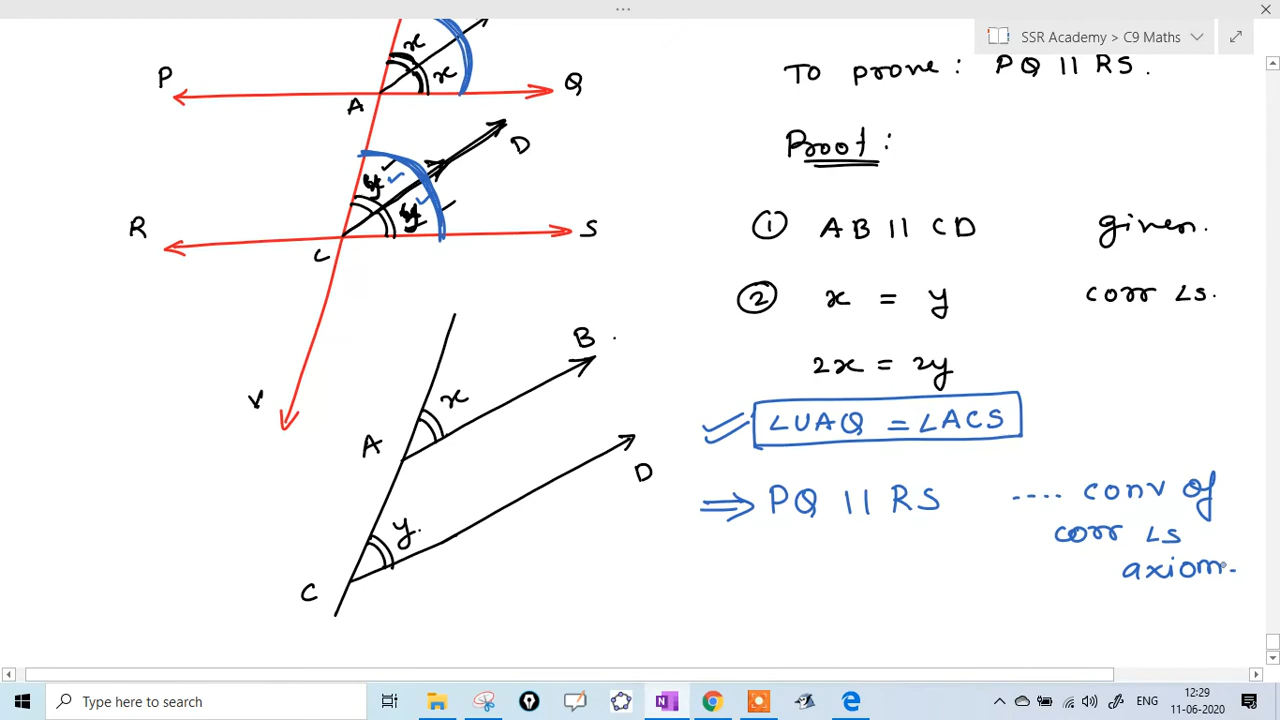 SSR Academy > C9 Maths
To prove: PQ || RS.
Proof:
① AB || CD given.
② x = y corr ∠s.
2x = 2y
∠UAQ = ∠ACS
⇒ PQ || RS .... conv of
corr ∠s
axiom.
x
x
P
Q
A
D
y
y
R
S
C
B
x
A
D
y
C
Type here to search
ENG
12:29
11-06-2020